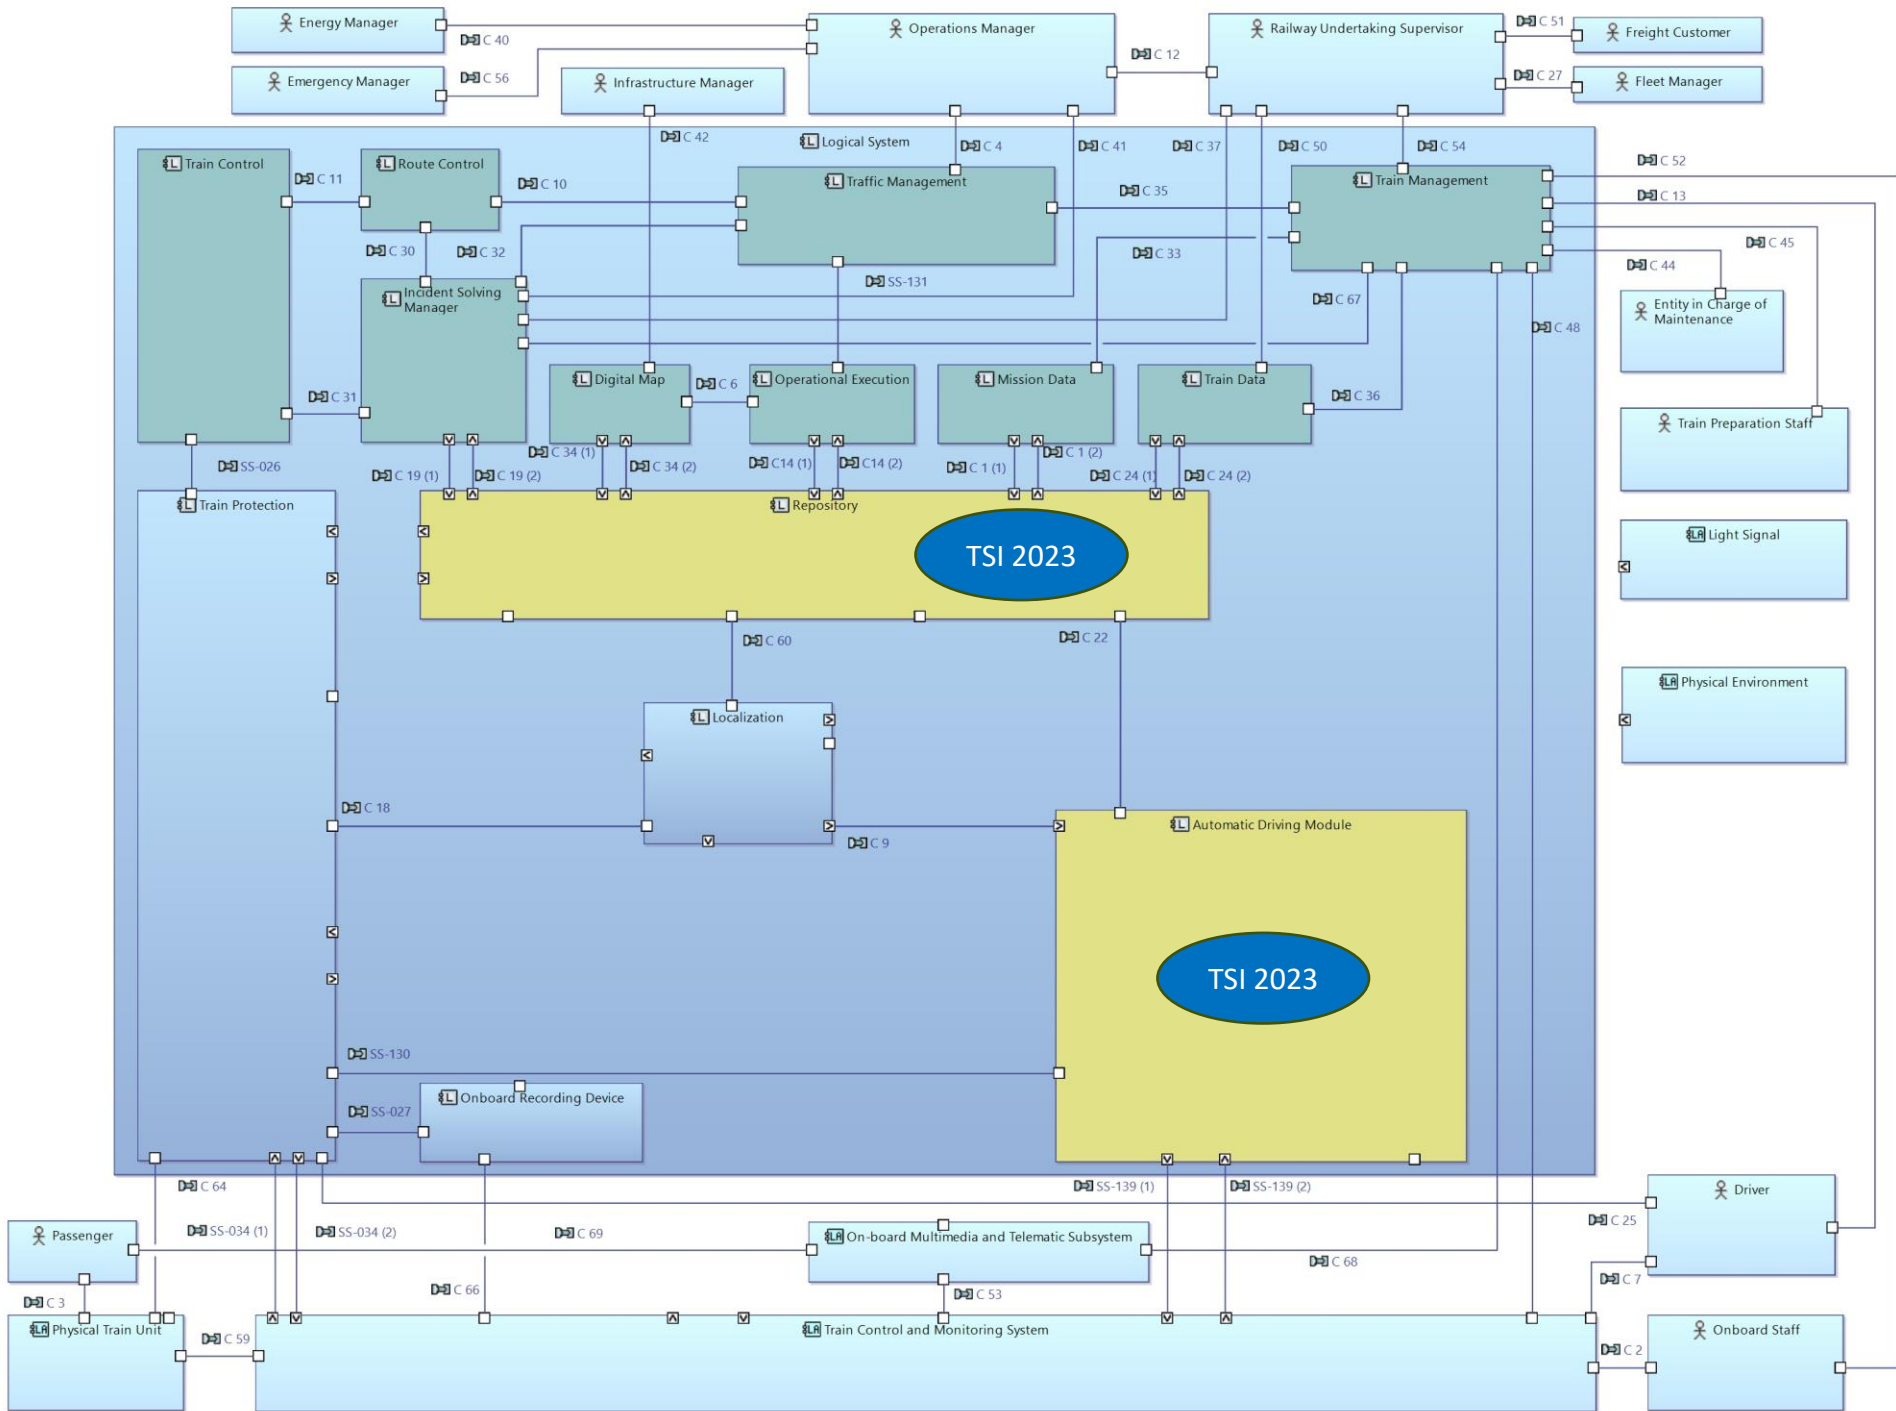 Energy Manager
C 40
Operations Manager
C 12
Railway Undertaking Supervisor
C 51
Freight Customer
Emergency Manager
C 56
Infrastructure Manager
C 27
Fleet Manager
C 42
Logical System
C 4
C 41
C 37
C 50
C 54
C 52
Train Control
C 11
Route Control
C 10
Traffic Management
C 35
Train Management
C 13
C 30
C 32
C 33
C 45
C 44
SS-131
C 67
Incident Solving
Manager
Entity in Charge of
Maintenance
C 48
C 31
Digital Map
C 6
Operational Execution
Mission Data
Train Data
C 36
Train Preparation Staff
SS-026
C 19 (1)
C 19 (2)
C 34 (1)
C 34 (2)
C14 (1)
C14 (2)
C 1 (1)
C 1 (2)
C 24 (1)
C 24 (2)
Train Protection
Repository
TSI 2023
Light Signal
C 60
C 22
Physical Environment
Localization
C 18
C 9
Automatic Driving Module
TSI 2023
SS-130
Onboard Recording Device
SS-027
C 64
SS-139 (1)
SS-139 (2)
Driver
C 25
Passenger
SS-034 (1)
SS-034 (2)
C 69
On-board Multimedia and Telematic Subsystem
C 68
C 7
C 3
C 66
C 53
Physical Train Unit
C 59
Train Control and Monitoring System
C 2
Onboard Staff